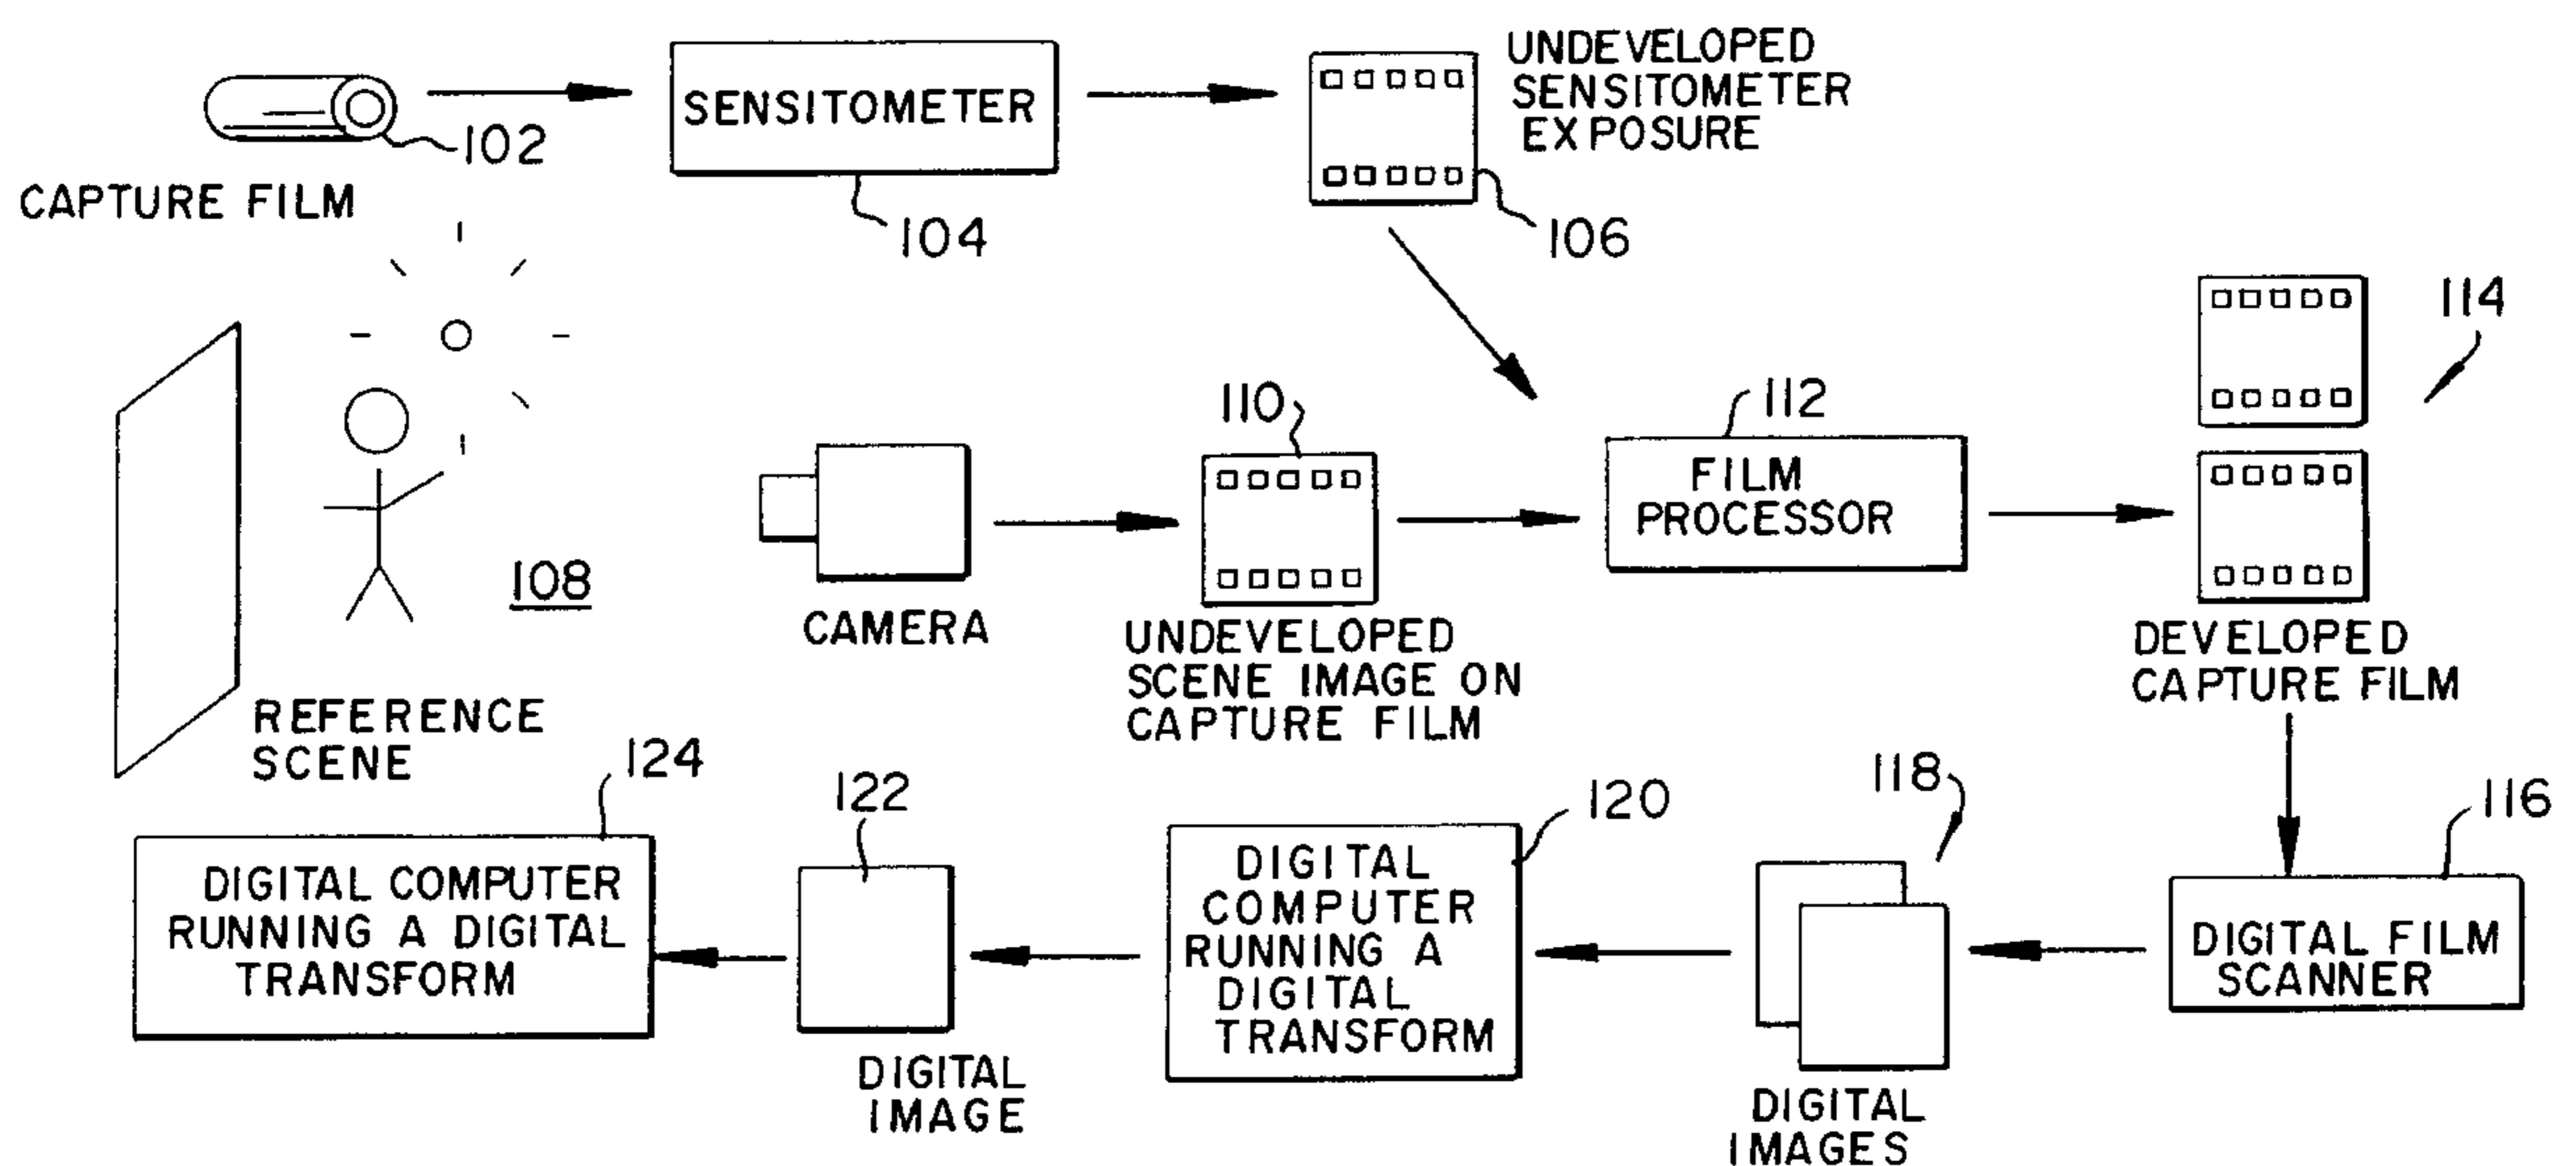 CAPTURE FILM
102
SENSITOMETER
104
UNDEVELOPED
SENSITOMETER
EXPOSURE
106
108
REFERENCE
SCENE
CAMERA
110
UNDEVELOPED
SCENE IMAGE ON
CAPTURE FILM
112
FILM
PROCESSOR
114
DEVELOPED
CAPTURE FILM
116
DIGITAL FILM
SCANNER
118
DIGITAL
IMAGES
120
DIGITAL
COMPUTER
RUNNING A
DIGITAL
TRANSFORM
122
DIGITAL
IMAGE
124
DIGITAL COMPUTER
RUNNING A DIGITAL
TRANSFORM